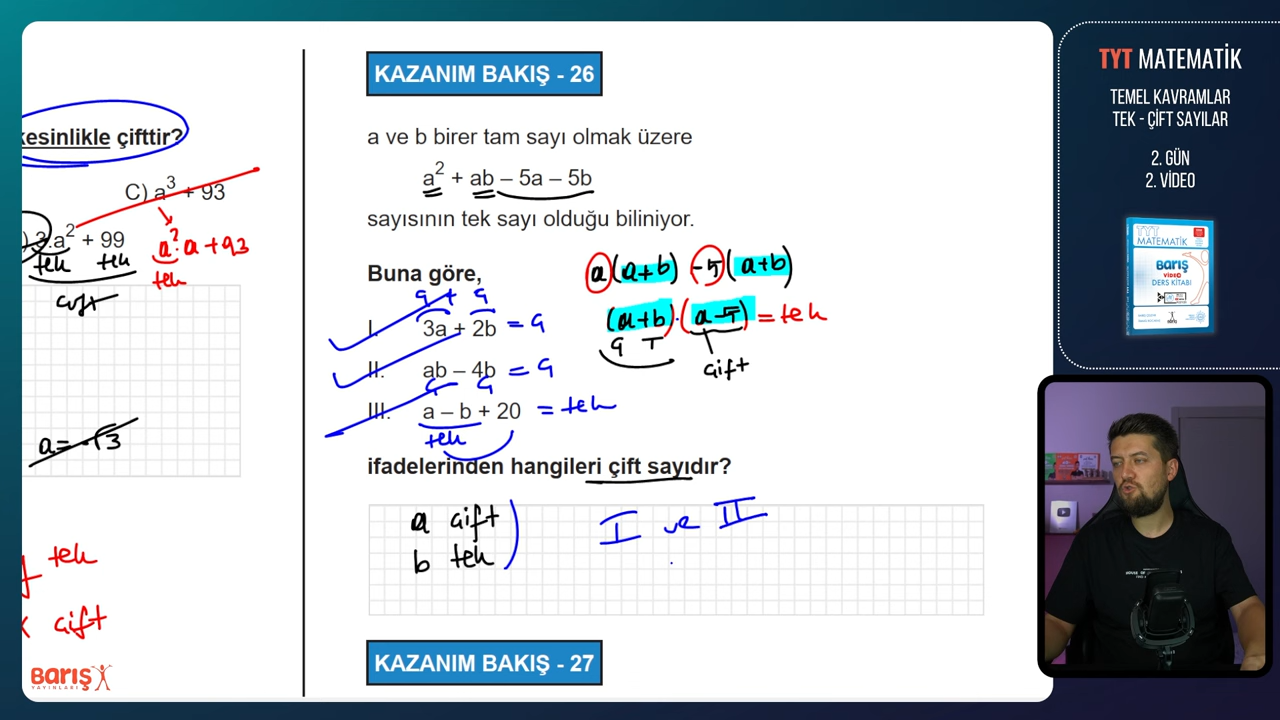 kesinlikle çifttir?
C) a³ + 93
3.a² + 99
tek tek
çift
a².a + 93
tek
a = -√3
tek
çift
BARIŞ
YAYINLARI
KAZANIM BAKIŞ - 26
a ve b birer tam sayı olmak üzere
a² + ab – 5a – 5b
sayısının tek sayı olduğu biliniyor.
a(a+b) -5(a+b)
Buna göre,
(a+b).(a-5) = tek
Ç T
çift
Ç + Ç
I. 3a + 2b = Ç
II. ab – 4b = Ç
Ç Ç
III. a – b + 20 = tek
tek
ifadelerinden hangileri çift sayıdır?
a çift
b tek
I ve II
KAZANIM BAKIŞ - 27
TYT MATEMATİK
TEMEL KAVRAMLAR
TEK - ÇİFT SAYILAR
2. GÜN
2. VİDEO
TYT
MATEMATİK
BARIŞ
VİDEO
DERS KİTABI